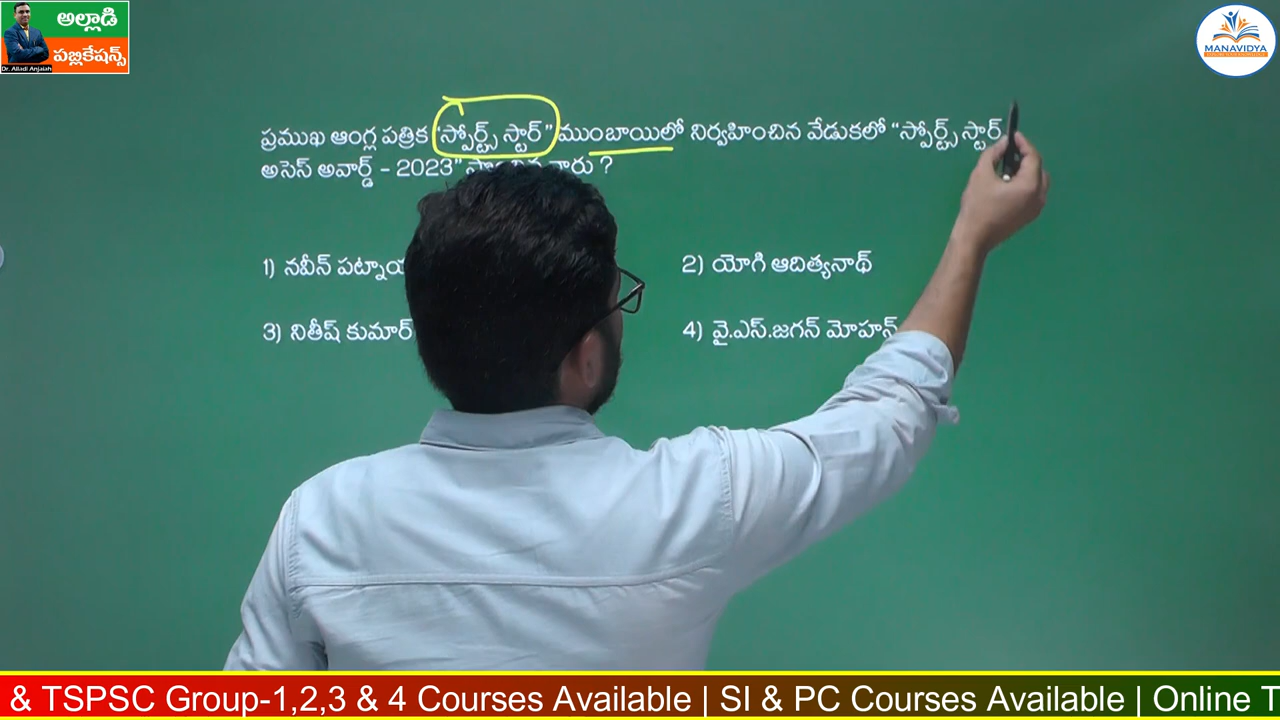 అల్లాడి
పబ్లికేషన్స్
Dr. Alladi Anjaiah
MANAVIDYA
ప్రముఖ ఆంగ్ల పత్రిక “స్పోర్ట్స్ స్టార్” ముంబాయిలో నిర్వహించిన వేడుకలో “స్పోర్ట్స్ స్టార్
అసెస్ అవార్డ్ – 2023” ?
1) నవీన్
2) యోగి ఆదిత్యనాథ్
3) నితీష్ కుమార్
4) వై.ఎస్.జగన్ మోహన్
& TSPSC Group-1,2,3 & 4 Courses Available | SI & PC Courses Available | Online T